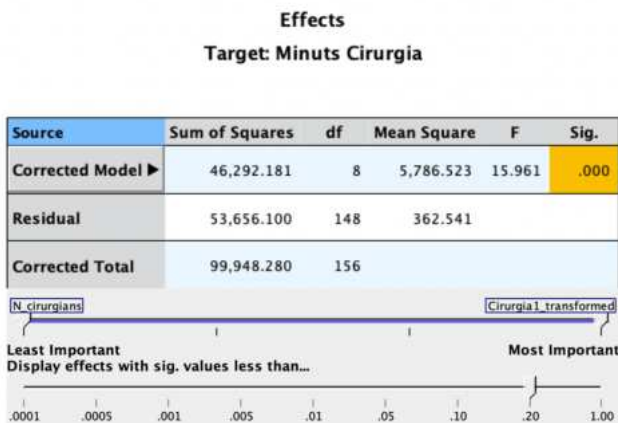 Effects
Target: Minuts Cirurgia
Source Sum of Squares df Mean Square F Sig.
Corrected Model ▶ 46,292.181 8 5,786.523 15.961 .000
Residual 53,656.100 148 362.541
Corrected Total 99,948.280 156
N_cirurgians Cirurgia1_transformed
Least Important Most Important
Display effects with sig. values less than...
.0001 .0005 .001 .005 .01 .05 .10 .20 1.00